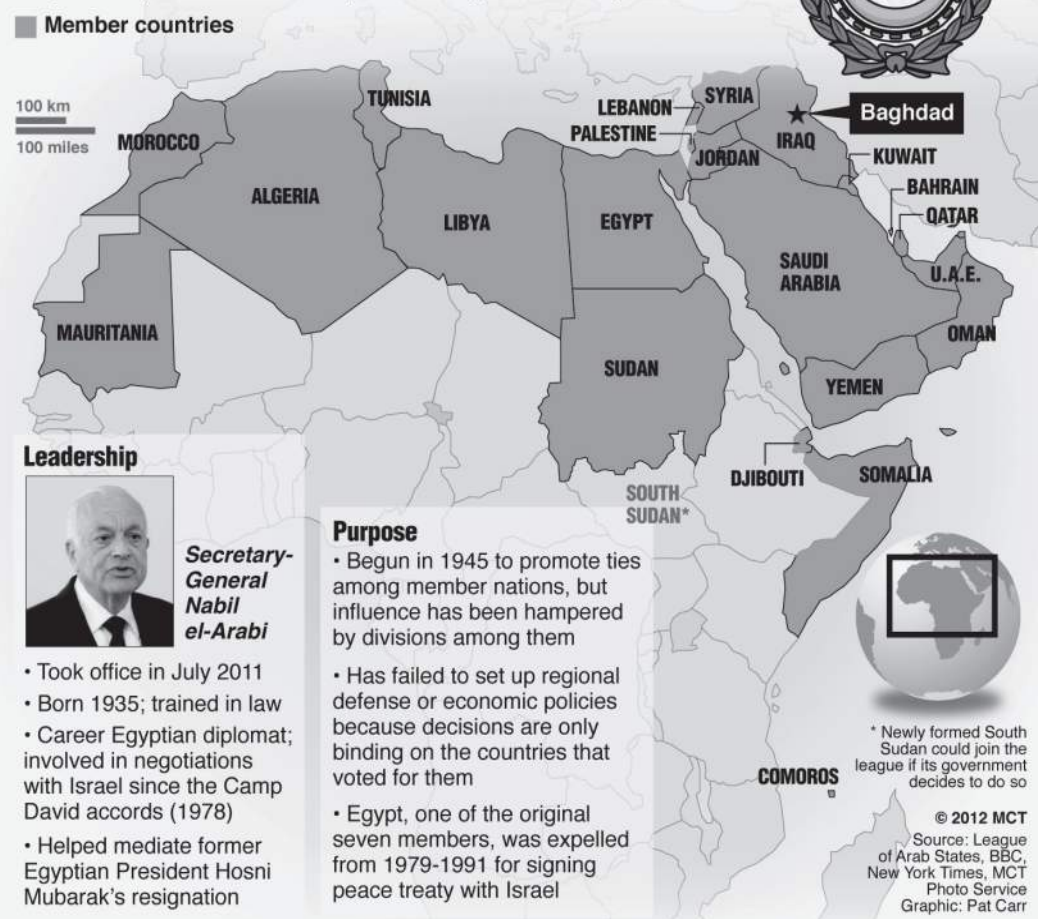 Member countries
100 km
100 miles
MOROCCO
TUNISIA
ALGERIA
LIBYA
EGYPT
LEBANON
PALESTINE
SYRIA
JORDAN
IRAQ
Baghdad
KUWAIT
BAHRAIN
QATAR
SAUDI
ARABIA
U.A.E.
OMAN
YEMEN
MAURITANIA
SUDAN
SOUTH
SUDAN*
DJIBOUTI
SOMALIA
COMOROS
Leadership
Secretary-
General
Nabil
el-Arabi
• Took office in July 2011
• Born 1935; trained in law
• Career Egyptian diplomat;
involved in negotiations
with Israel since the Camp
David accords (1978)
• Helped mediate former
Egyptian President Hosni
Mubarak's resignation
Purpose
• Begun in 1945 to promote ties
among member nations, but
influence has been hampered
by divisions among them
• Has failed to set up regional
defense or economic policies
because decisions are only
binding on the countries that
voted for them
• Egypt, one of the original
seven members, was expelled
from 1979-1991 for signing
peace treaty with Israel
* Newly formed South
Sudan could join the
league if its government
decides to do so
© 2012 MCT
Source: League
of Arab States, BBC,
New York Times, MCT
Photo Service
Graphic: Pat Carr